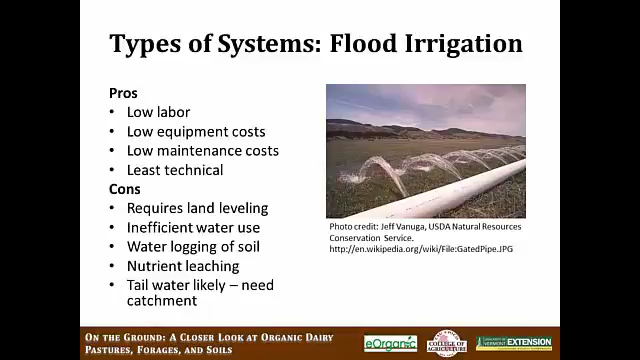 Types of Systems: Flood Irrigation
Pros
• Low labor
• Low equipment costs
• Low maintenance costs
• Least technical
Cons
• Requires land leveling
• Inefficient water use
• Water logging of soil
• Nutrient leaching
• Tail water likely – need
catchment
Photo credit: Jeff Vanuga, USDA Natural Resources
Conservation Service.
http://en.wikipedia.org/wiki/File:GatedPipe.JPG
On the Ground: A Closer Look at Organic Dairy
Pastures, Forages, and Soils
eOrganic
COLLEGE OF
AGRICULTURE
EXTENSION